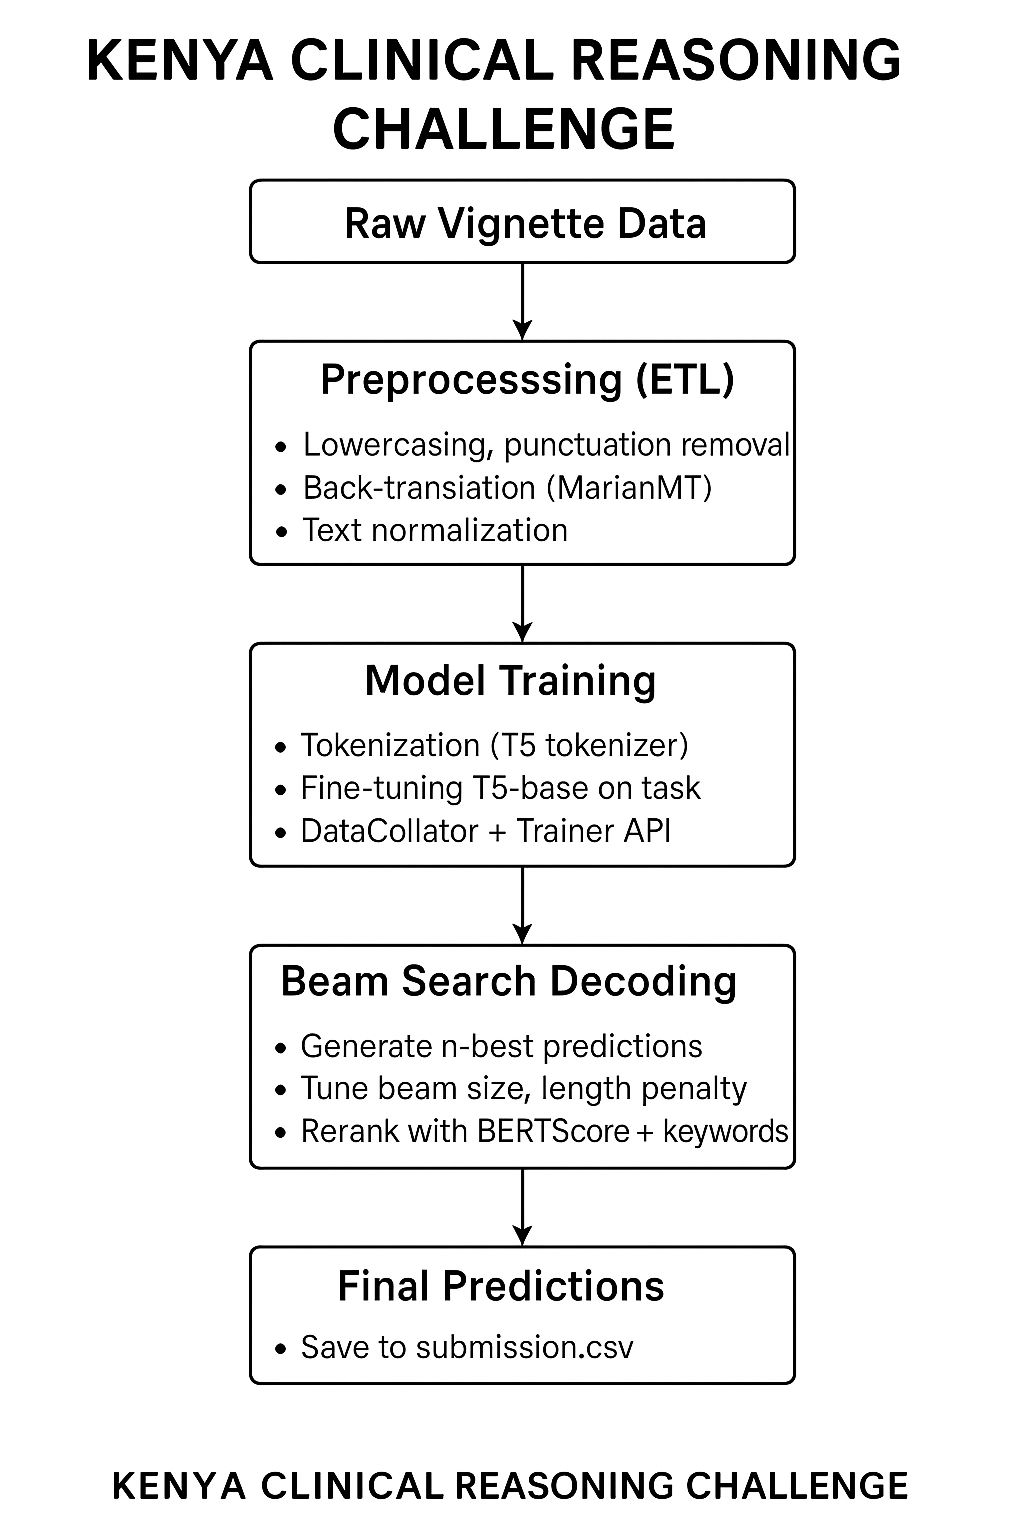 KENYA CLINICAL REASONING
CHALLENGE
Raw Vignette Data
Preprocesssing (ETL)
• Lowercasing, punctuation removal
• Back-transiation (MarianMT)
• Text normalization
Model Training
• Tokenization (T5 tokenizer)
• Fine-tuning T5-base on task
• DataCollator + Trainer API
Beam Search Decoding
• Generate n-best predictions
• Tune beam size, length penalty
• Rerank with BERTScore + keywords
Final Predictions
• Save to submission.csv
KENYA CLINICAL REASONING CHALLENGE